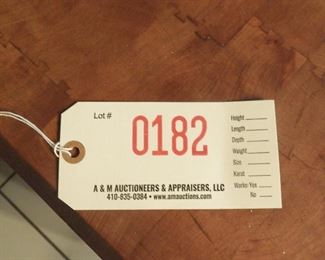 Lot #
0182
Height
Length
Depth
Weight
Size
Karat
Works: Yes
No
A & M AUCTIONEERS & APPRAISERS, LLC
410-835-0384 • www.amauctions.com